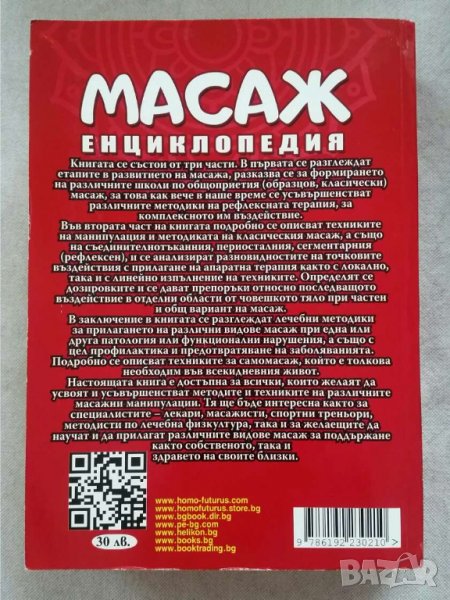 МАСАЖ
ЕНЦИКЛОПЕДИЯ
Книгата се състои от три части. В първата се разглеждат
етапите в развитието на масажа, разказва се за формирането
на различните школи по общоприетия (образцов, класически)
масаж, за това как вече в наше време се усъвършенстват
различните методики на рефлексната терапия, за
комплексното им въздействие.
Във втората част на книгата подробно се описват техниките
на манипулация и методиката на класическия масаж, а също
на съединителнотъканния, периосталния, сегментарния
(рефлексен), и се анализират разновидностите на точковите
въздействия с прилагане на апаратна терапия както с локално,
така и с линейно изпълнение на техниките. Определят се
дозировките и се дават препоръки относно последващото
въздействие в отделни области от човешкото тяло при частен
и общ вариант на масаж.
В заключение в книгата се разглеждат лечебни методики
за прилагането на различни видове масаж при една или
друга патология или функционални нарушения, а също с
цел профилактика и предотвратяване на заболяванията.
Подробно се описват техниките за самомасаж, който е толкова
необходим във всекидневния живот.
Настоящата книга е достъпна за всички, които желаят да
усвоят и усъвършенстват методите и техниките на различните
масажни манипулации. Тя ще бъде интересна както за
специалистите – лекари, масажисти, спортни треньори,
методисти по лечебна физкултура, така и за желаещите да
научат и да прилагат различните видове масаж за поддържане
както собственото, така и
здравето на своите близки.
www.homo-futurus.com
www.homofuturus.store.bg
www.bgbook.dir.bg
www.pe-bg.com
www.helikon.bg
www.books.bg
www.booktrading.bg
30 лв.
9 786192 230210 >
BAZAR